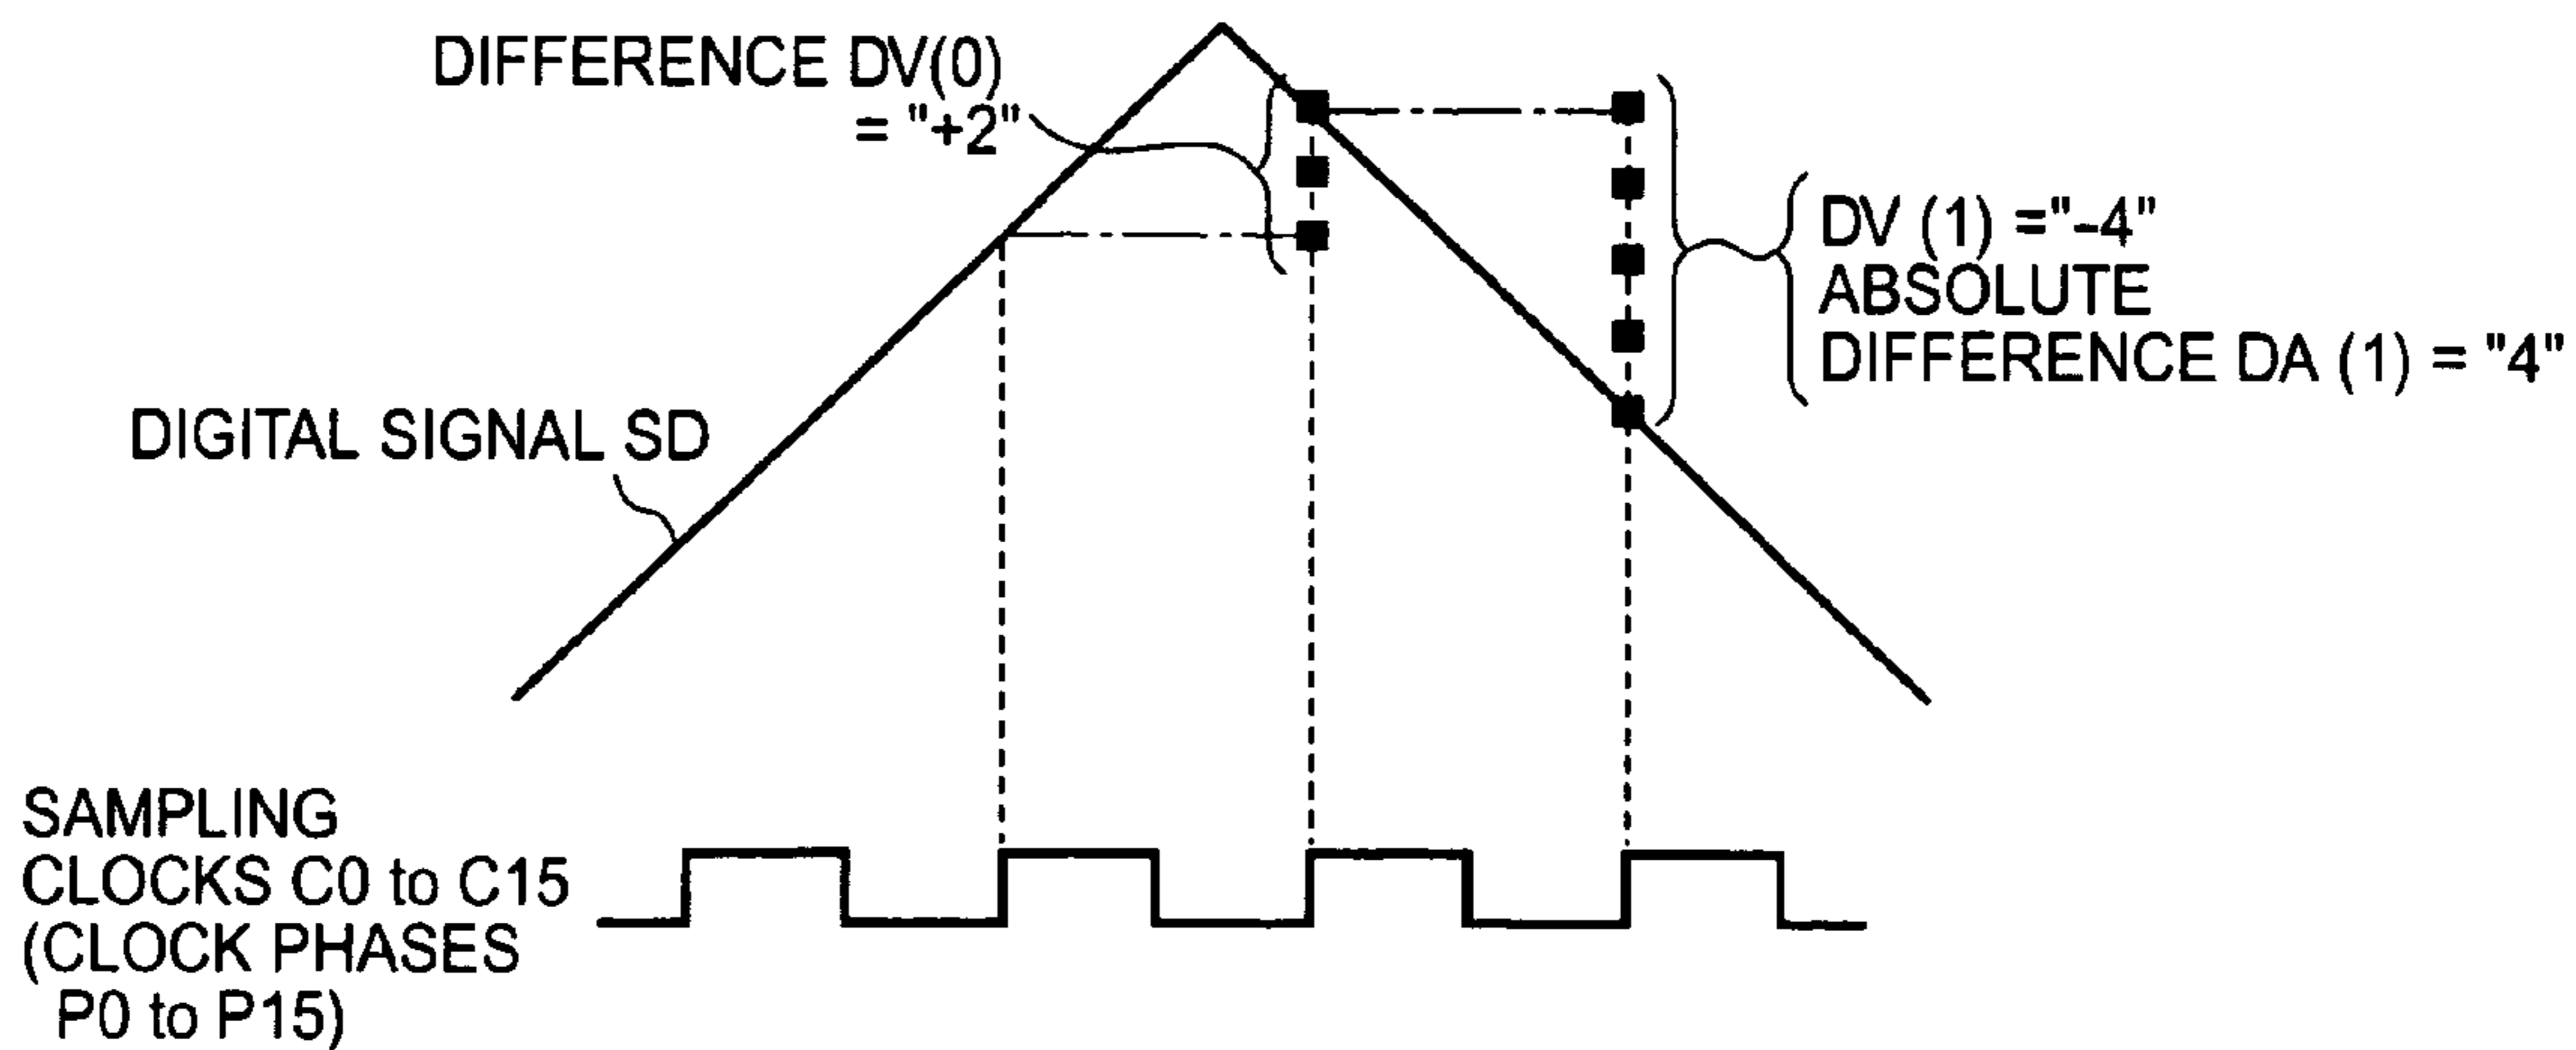 DIFFERENCE DV(0)
= "+2"
DV (1) ="-4"
ABSOLUTE
DIFFERENCE DA (1) = "4"
DIGITAL SIGNAL SD
SAMPLING
CLOCKS C0 to C15
(CLOCK PHASES
P0 to P15)